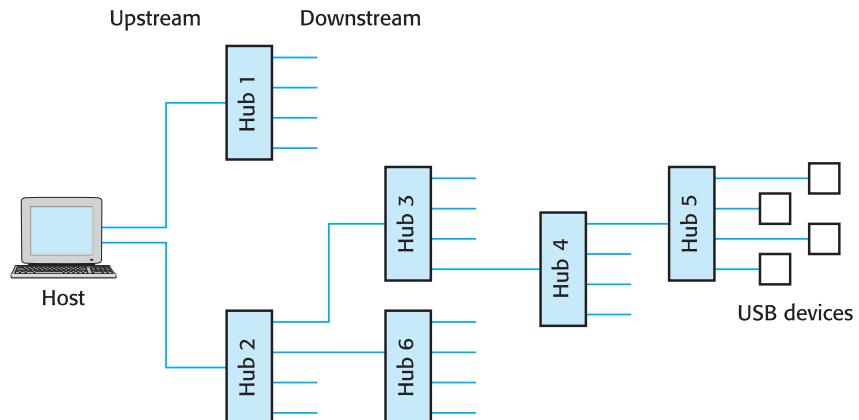 Upstream
Downstream
Hub 1
Hub 3
Hub 5
Hub 4
Host
USB devices
Hub 2
Hub 6